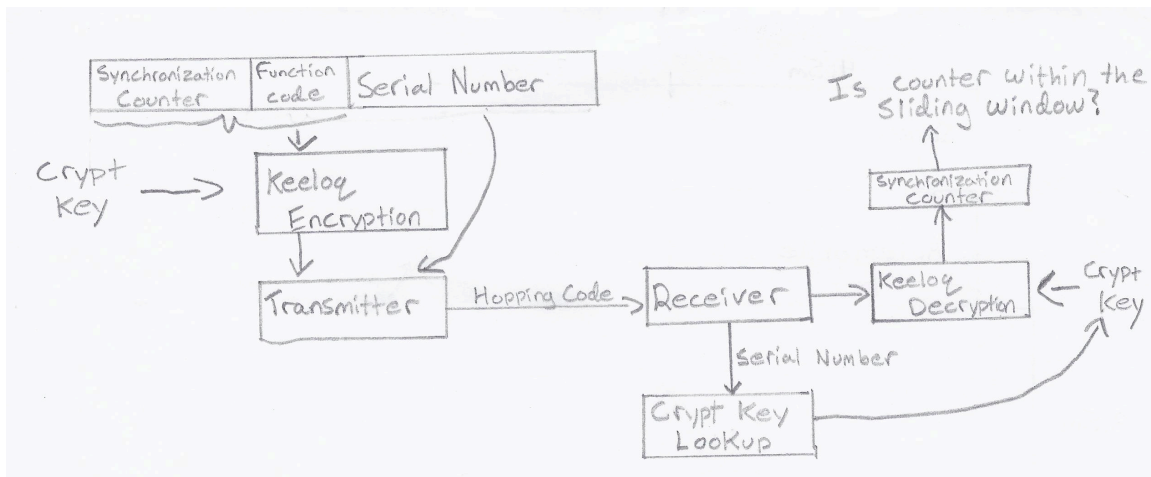 Synchronization
Counter
Function
code
Serial Number
Is counter within the
sliding window?
Crypt
Key
Keeloq
Encryption
Synchronization
Counter
Transmitter
Hopping Code
Receiver
Keeloq
Decryption
Crypt
Key
Serial Number
Crypt Key
Lookup